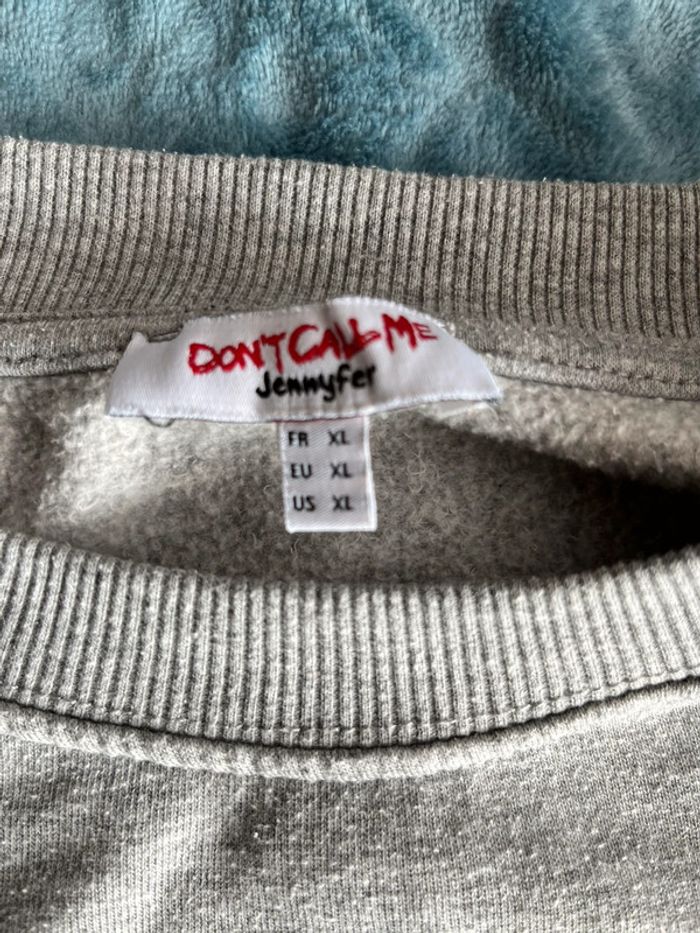 DON'T CALL ME
Jennyfer
FR XL
EU XL
US XL